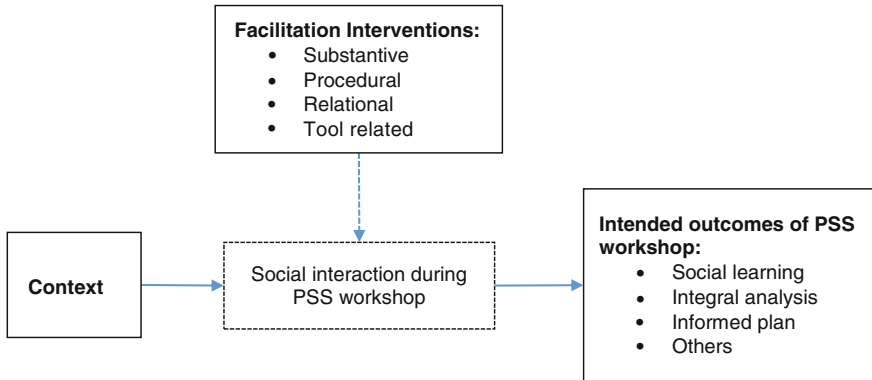 Facilitation Interventions:
• Substantive
• Procedural
• Relational
• Tool related
Context
Social interaction during
PSS workshop
Intended outcomes of PSS
workshop:
• Social learning
• Integral analysis
• Informed plan
• Others